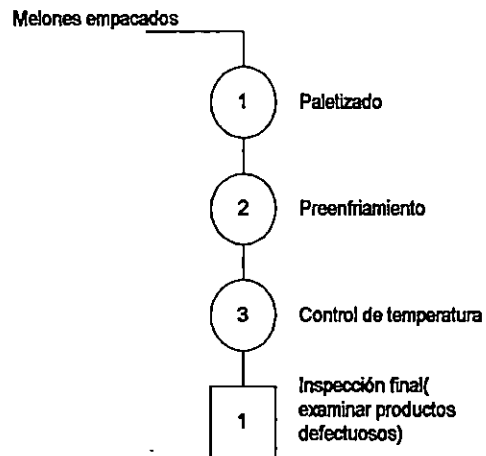 Melones empacados
1
Paletizado
2
Preenfriamiento
3
Control de temperatura
1
Inspección final(
examinar productos
defectuosos)